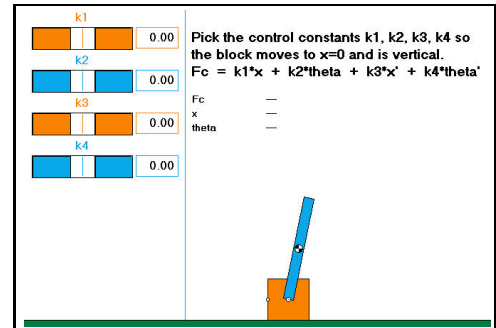 k1
0.00
k2
0.00
k3
0.00
k4
0.00
Pick the control constants k1, k2, k3, k4 so
the block moves to x=0 and is vertical.
Fc = k1*x + k2*theta + k3*x' + k4*theta'
Fc —
x —
theta —